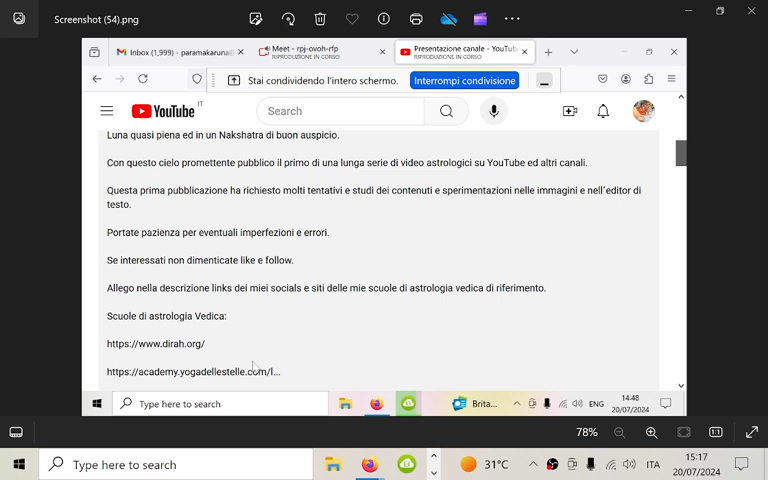 Screenshot (54).png
Inbox (1,999) - paramakaruna
Meet - rpj-ovoh-rfp
RIPRODUZIONE IN CORSO
Presentazione canale - YouTub
RIPRODUZIONE IN CORSO
Stai condividendo l'intero schermo.
Interrompi condivisione
YouTube IT
Search
Luna quasi piena ed in un Nakshatra di buon auspicio.
Con questo cielo promettente pubblico il primo di una lunga serie di video astrologici su YouTube ed altri canali.
Questa prima pubblicazione ha richiesto molti tentativi e studi dei contenuti e sperimentazioni nelle immagini e nell´editor di
testo.
Portate pazienza per eventuali imperfezioni e errori.
Se interessati non dimenticate like e follow.
Allego nella descrizione links dei miei socials e siti delle mie scuole di astrologia vedica di riferimento.
Scuole di astrologia Vedica:
https://www.dirah.org/
https://academy.yogadellestelle.com/l...
Type here to search
Brita...
ENG
14:48
20/07/2024
78%
Type here to search
31°C
ITA
15:17
20/07/2024